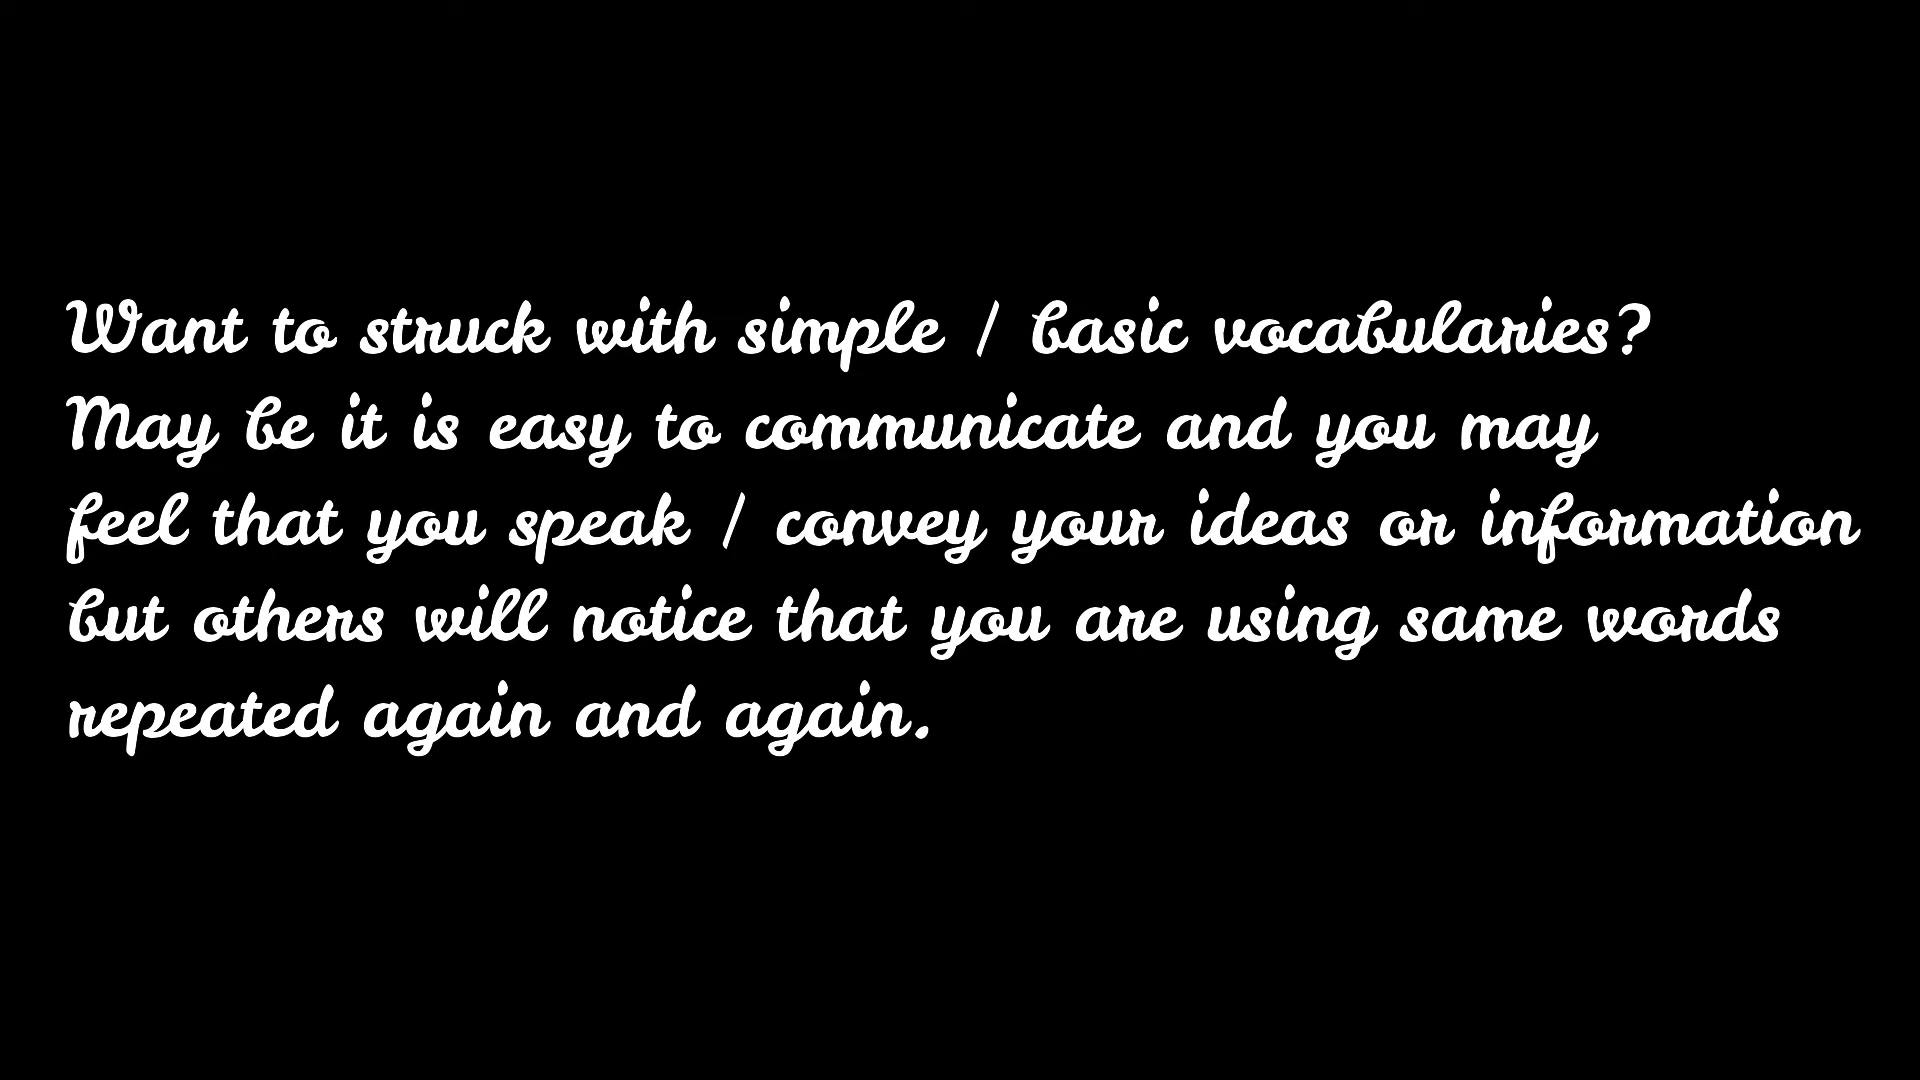 Want to struck with simple / basic vocabularies?
May be it is easy to communicate and you may
feel that you speak / convey your ideas or information
but others will notice that you are using same words
repeated again and again.